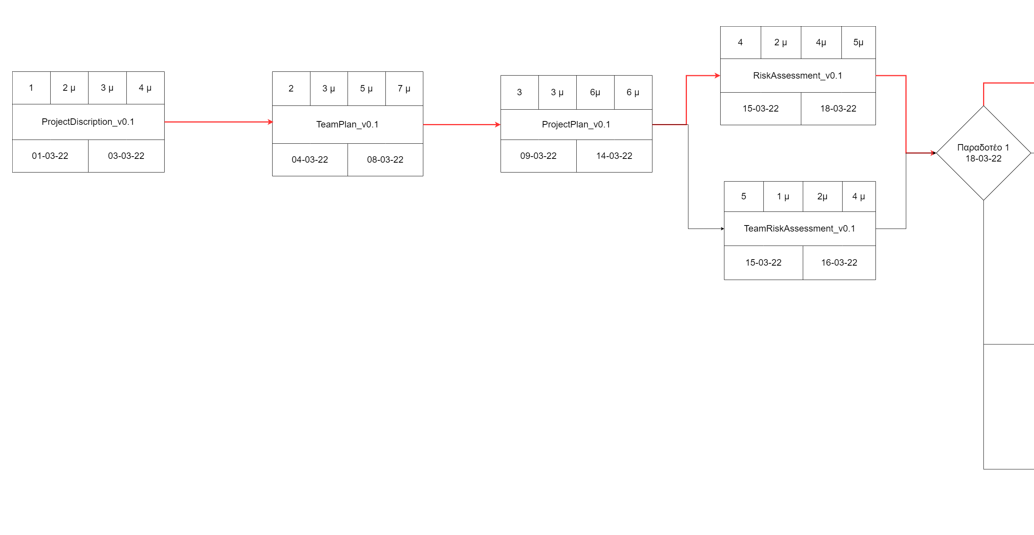 1 2 μ 3 μ 4 μ
ProjectDiscription_v0.1
01-03-22 03-03-22
2 3 μ 5 μ 7 μ
TeamPlan_v0.1
04-03-22 08-03-22
3 3 μ 6μ 6 μ
ProjectPlan_v0.1
09-03-22 14-03-22
4 2 μ 4μ 5μ
RiskAssessment_v0.1
15-03-22 18-03-22
5 1 μ 2μ 4 μ
TeamRiskAssessment_v0.1
15-03-22 16-03-22
Παραδοτέο 1
18-03-22